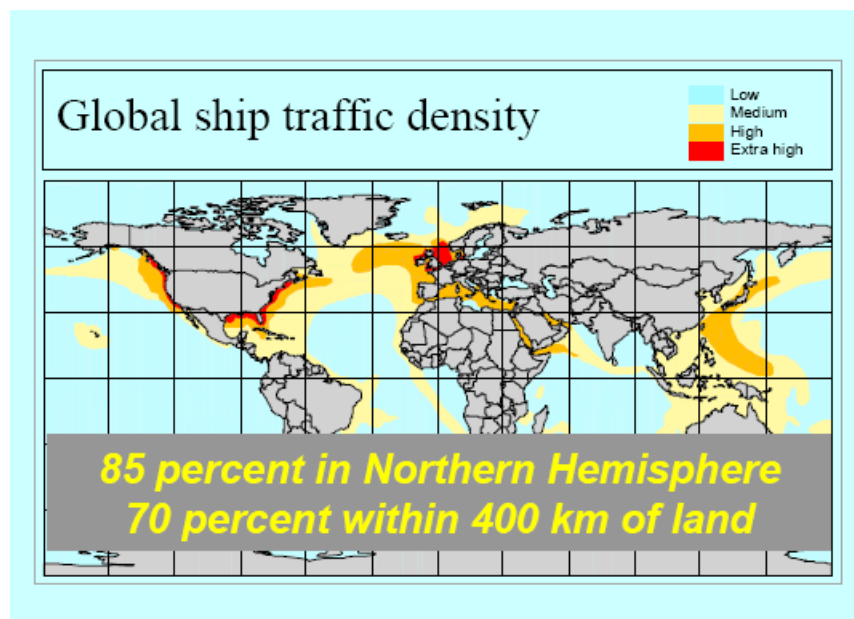 Global ship traffic density
Low
Medium
High
Extra high
85 percent in Northern Hemisphere
70 percent within 400 km of land